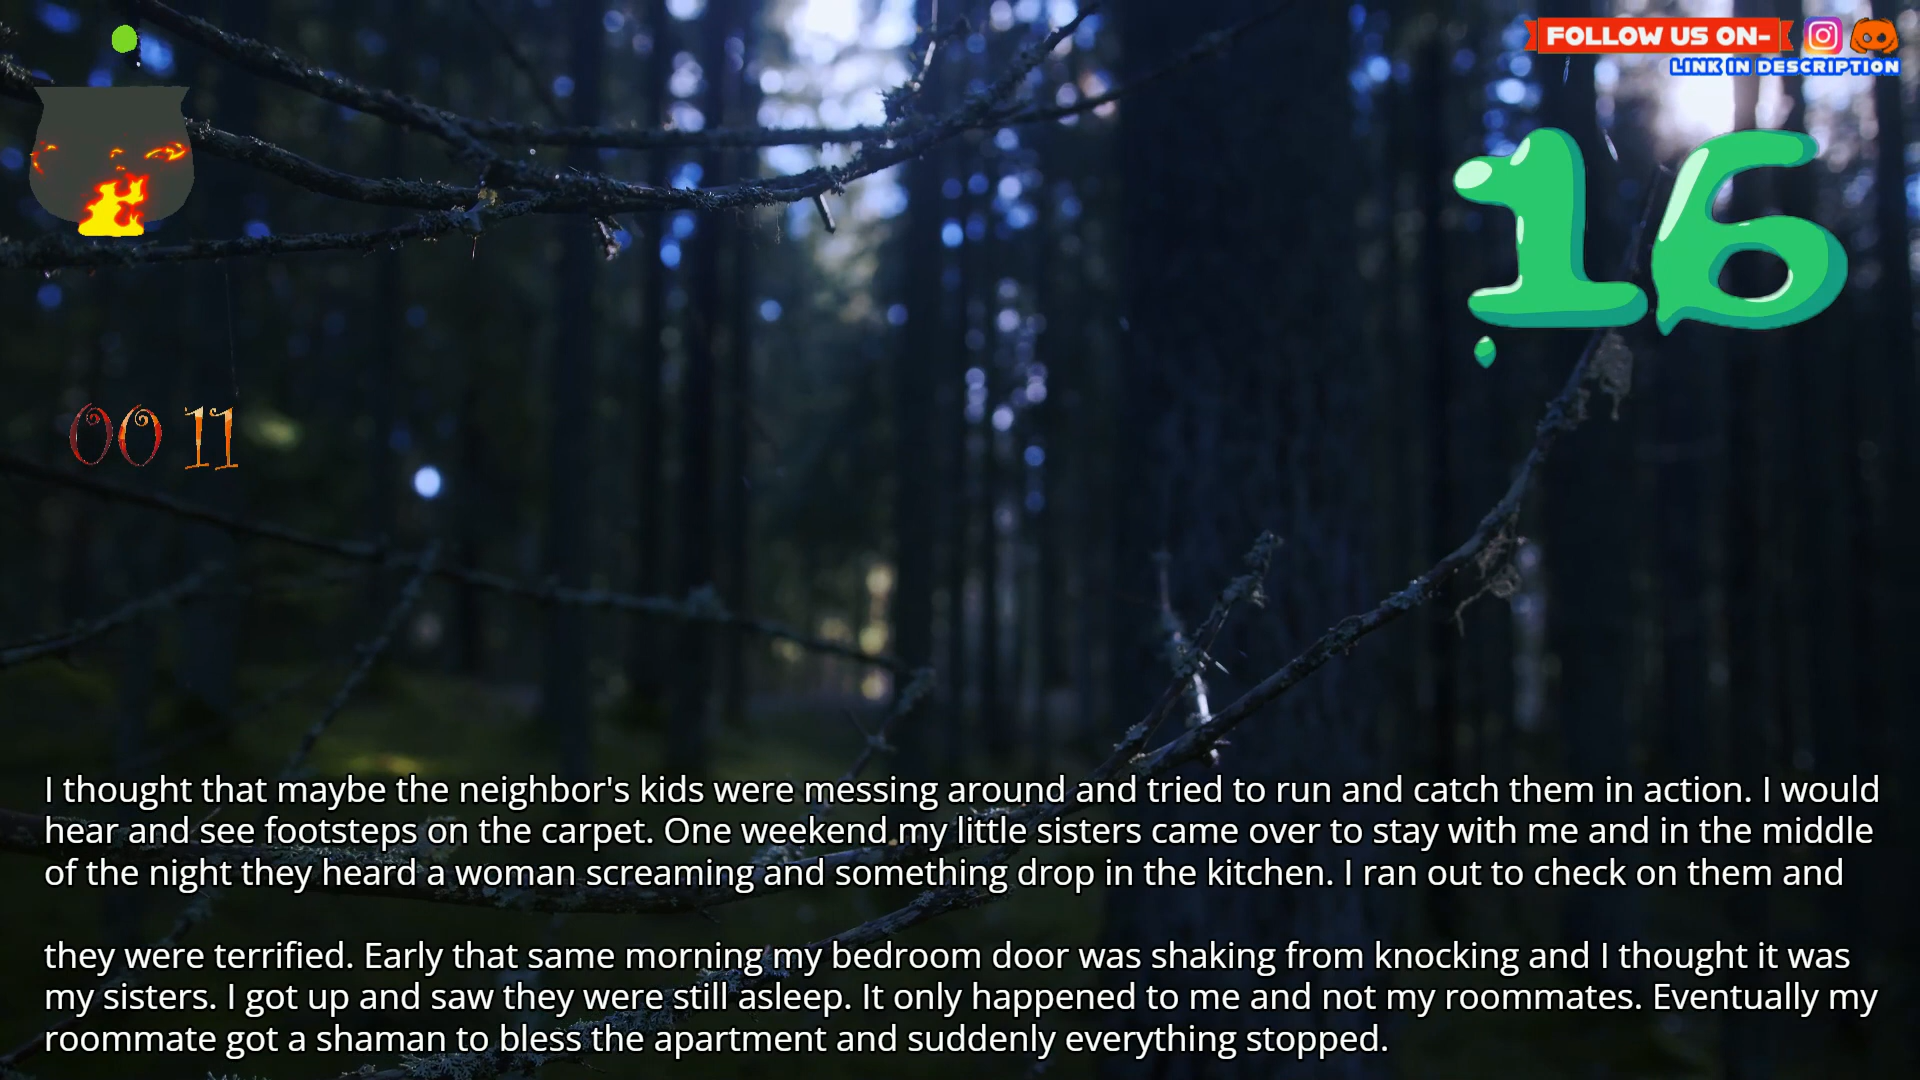 FOLLOW US ON-
LINK IN DESCRIPTION
16
00 11
I thought that maybe the neighbor's kids were messing around and tried to run and catch them in action. I would
hear and see footsteps on the carpet. One weekend my little sisters came over to stay with me and in the middle
of the night they heard a woman screaming and something drop in the kitchen. I ran out to check on them and
they were terrified. Early that same morning my bedroom door was shaking from knocking and I thought it was
my sisters. I got up and saw they were still asleep. It only happened to me and not my roommates. Eventually my
roommate got a shaman to bless the apartment and suddenly everything stopped.